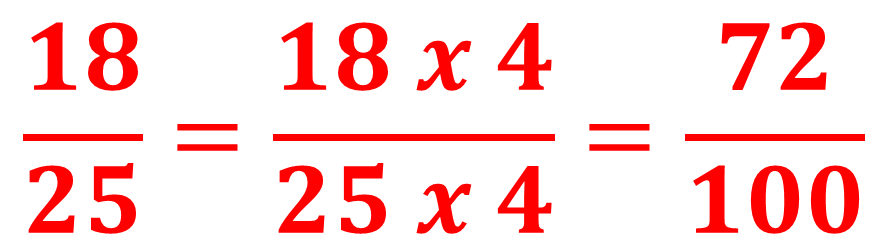 18/25 = 18 x 4/25 x 4 = 72/100